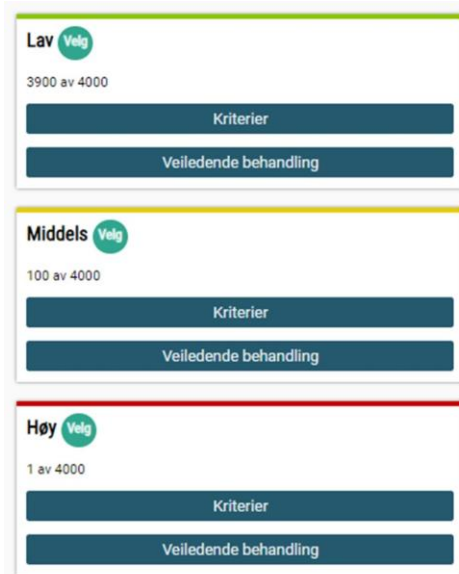 Lav Velg
3900 av 4000
Kriterier
Veiledende behandling
Middels Velg
100 av 4000
Kriterier
Veiledende behandling
Høy Velg
1 av 4000
Kriterier
Veiledende behandling